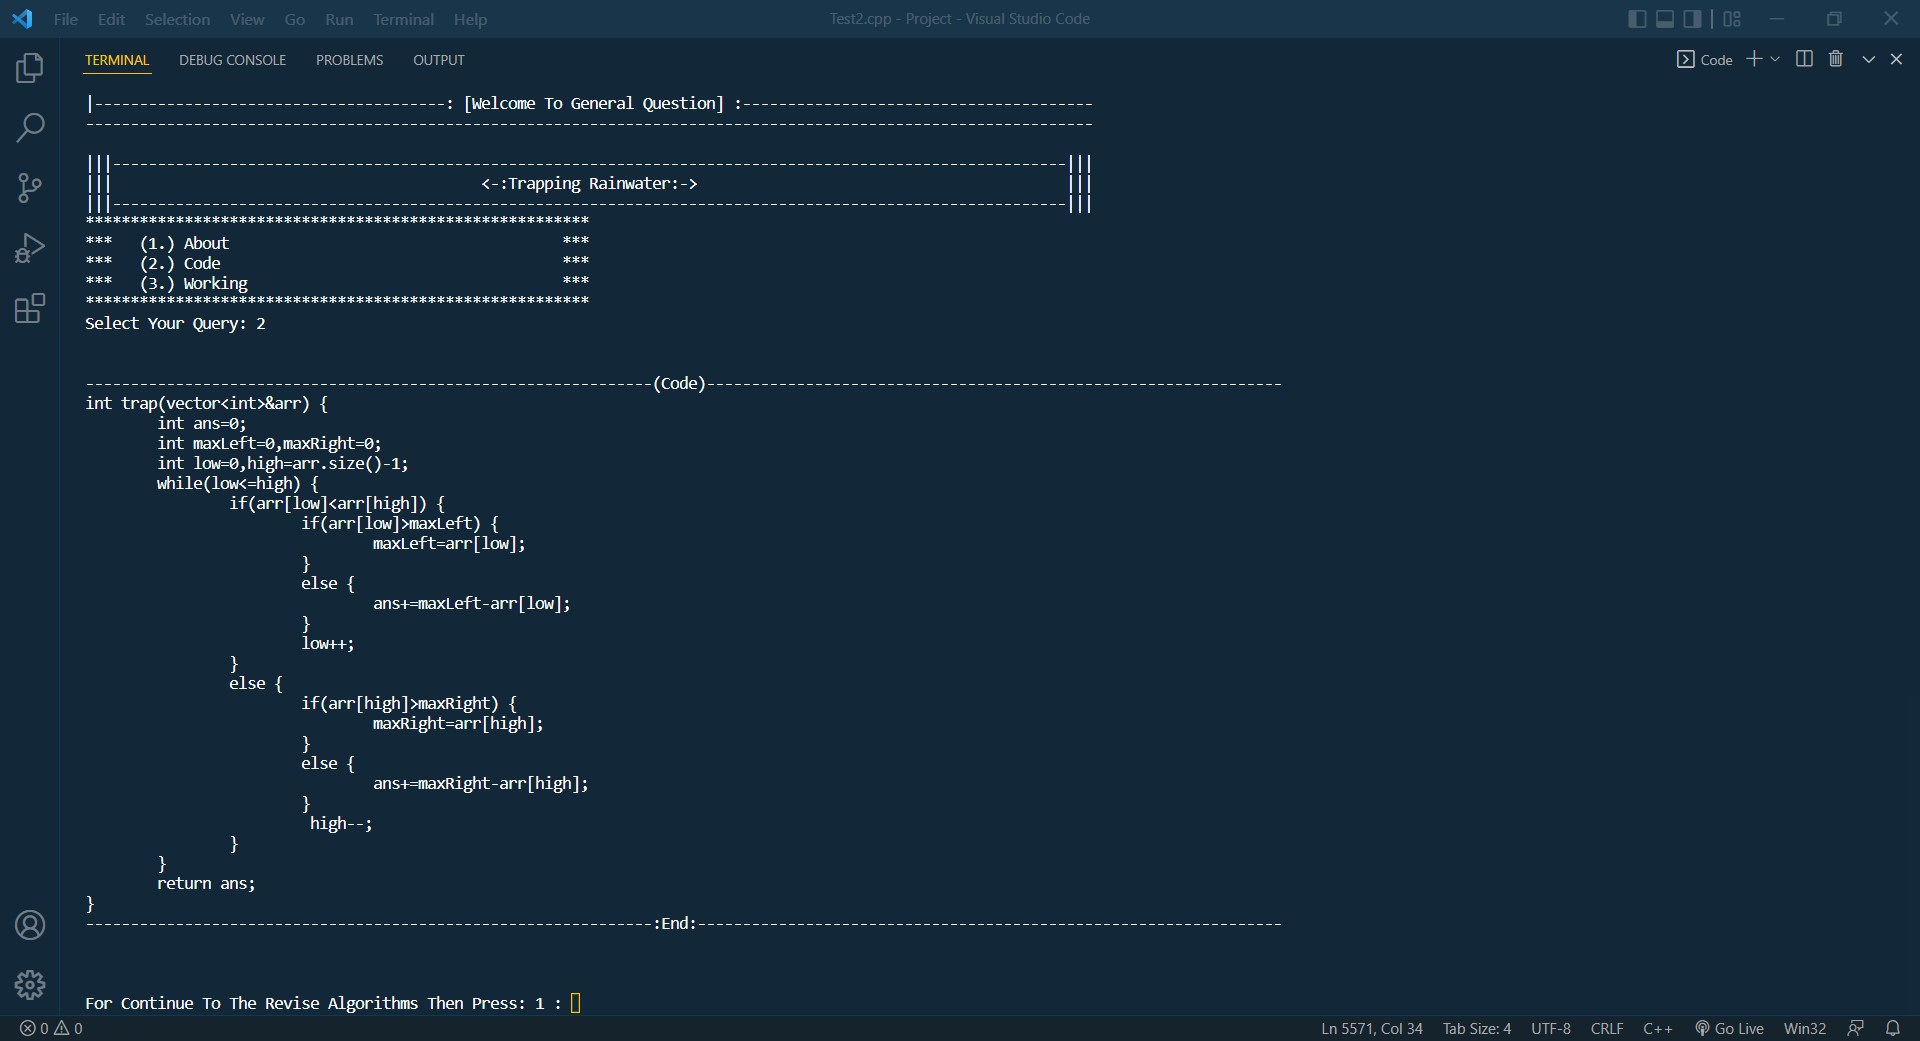 File Edit Selection View Go Run Terminal Help Test2.cpp - Project - Visual Studio Code
TERMINAL DEBUG CONSOLE PROBLEMS OUTPUT Code
|----------------------------------------: [Welcome To General Question] :---------------------------------------
----------------------------------------------------------------------------------------------------------------
|||----------------------------------------------------------------------------------------------------------|||
||| <-:Trapping Rainwater:-> |||
|||----------------------------------------------------------------------------------------------------------|||
********************************************************
*** (1.) About ***
*** (2.) Code ***
*** (3.) Working ***
********************************************************
Select Your Query: 2
---------------------------------------------------------------(Code)----------------------------------------------------------------
int trap(vector<int>&arr) {
        int ans=0;
        int maxLeft=0,maxRight=0;
        int low=0,high=arr.size()-1;
        while(low<=high) {
                if(arr[low]<arr[high]) {
                        if(arr[low]>maxLeft) {
                                maxLeft=arr[low];
                        }
                        else {
                                ans+=maxLeft-arr[low];
                        }
                        low++;
                }
                else {
                        if(arr[high]>maxRight) {
                                maxRight=arr[high];
                        }
                        else {
                                ans+=maxRight-arr[high];
                        }
                         high--;
                }
        }
        return ans;
}
---------------------------------------------------------------:End:-----------------------------------------------------------------
For Continue To The Revise Algorithms Then Press: 1 :
0 0 Ln 5571, Col 34 Tab Size: 4 UTF-8 CRLF C++ Go Live Win32